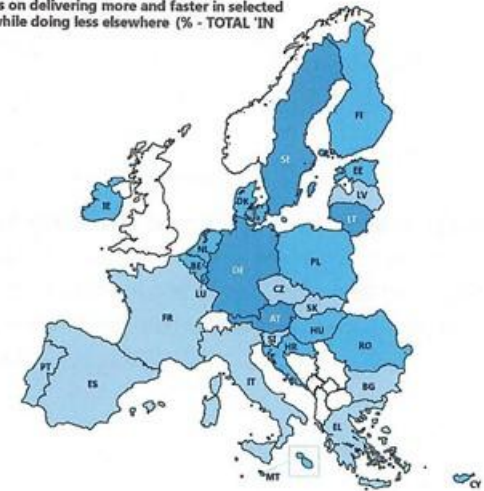 s on delivering more and faster in selected
while doing less elsewhere (% - TOTAL 'IN
FI
SE
EE
LV
LT
DK
IE
NL
BE
DE
PL
LU
CZ
SK
AT
HU
FR
SI
HR
RO
IT
BG
PT
ES
EL
MT
CY